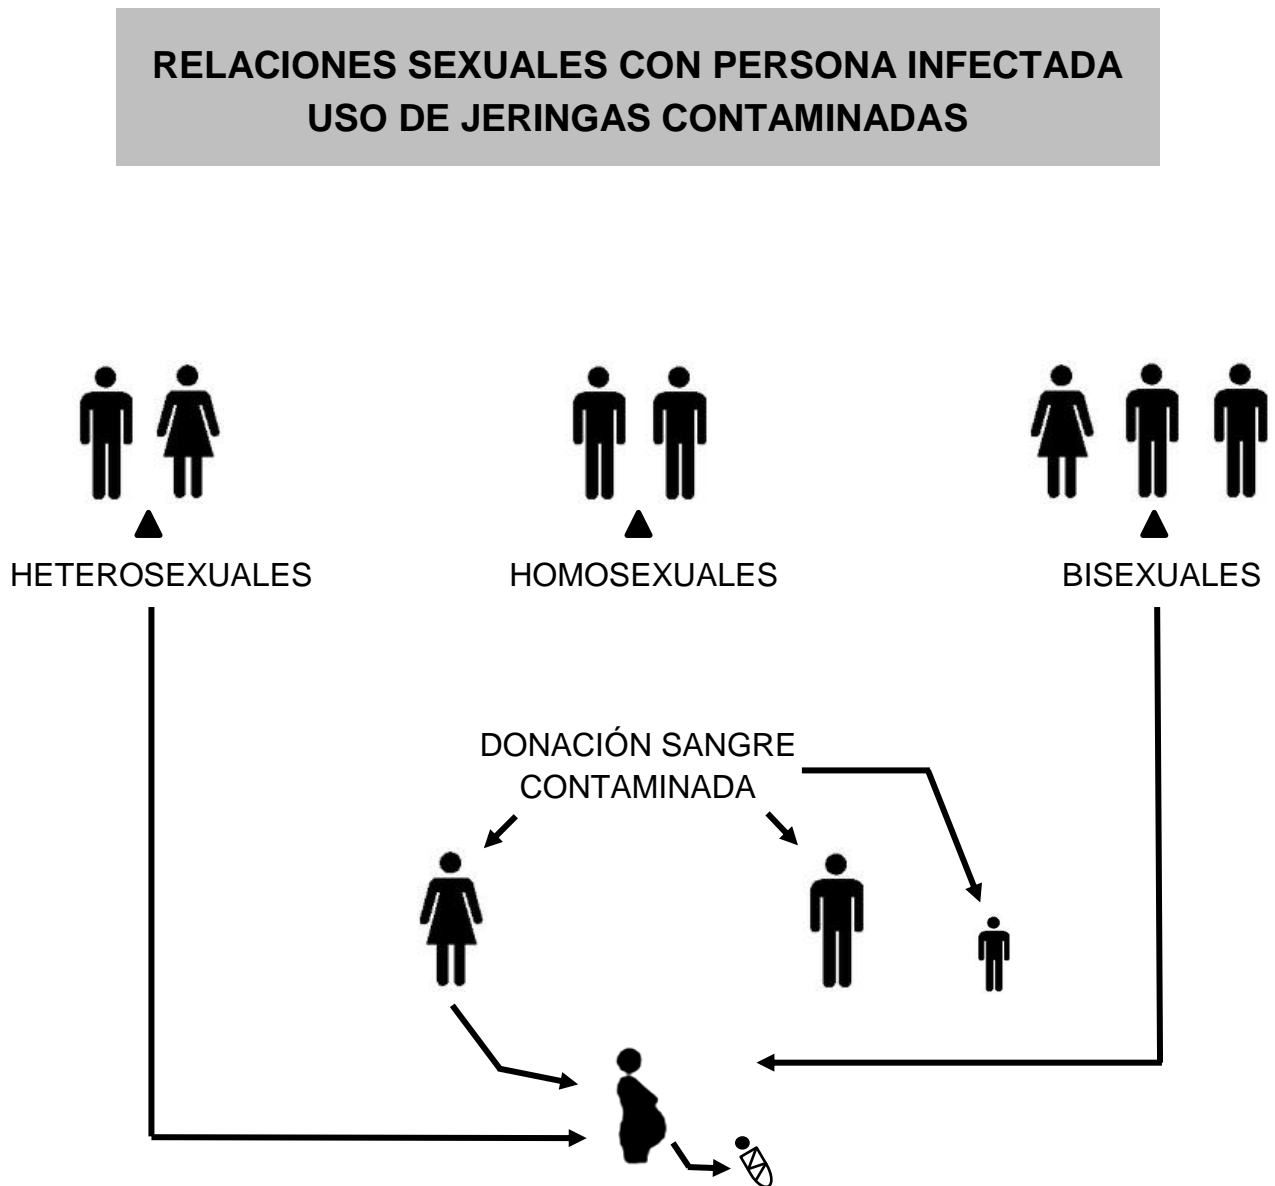 RELACIONES SEXUALES CON PERSONA INFECTADA
USO DE JERINGAS CONTAMINADAS
HETEROSEXUALES
HOMOSEXUALES
BISEXUALES
DONACIÓN SANGRE
CONTAMINADA